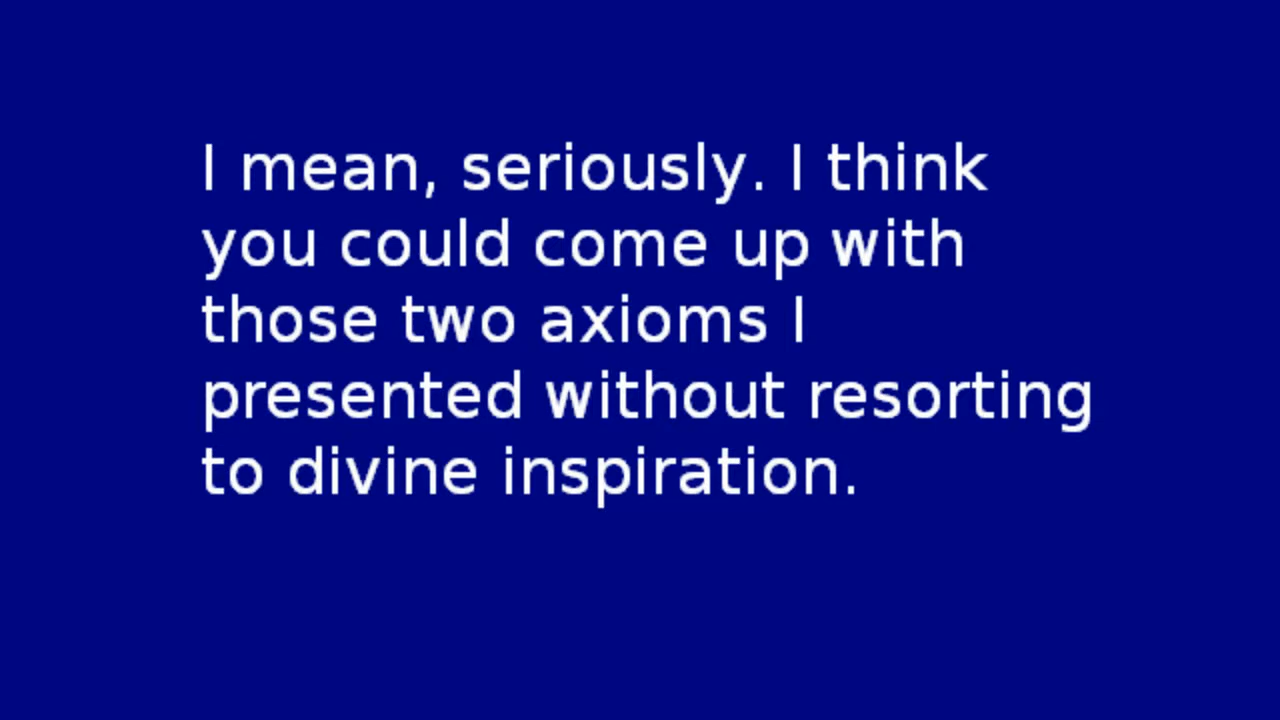 I mean, seriously. I think
you could come up with
those two axioms I
presented without resorting
to divine inspiration.